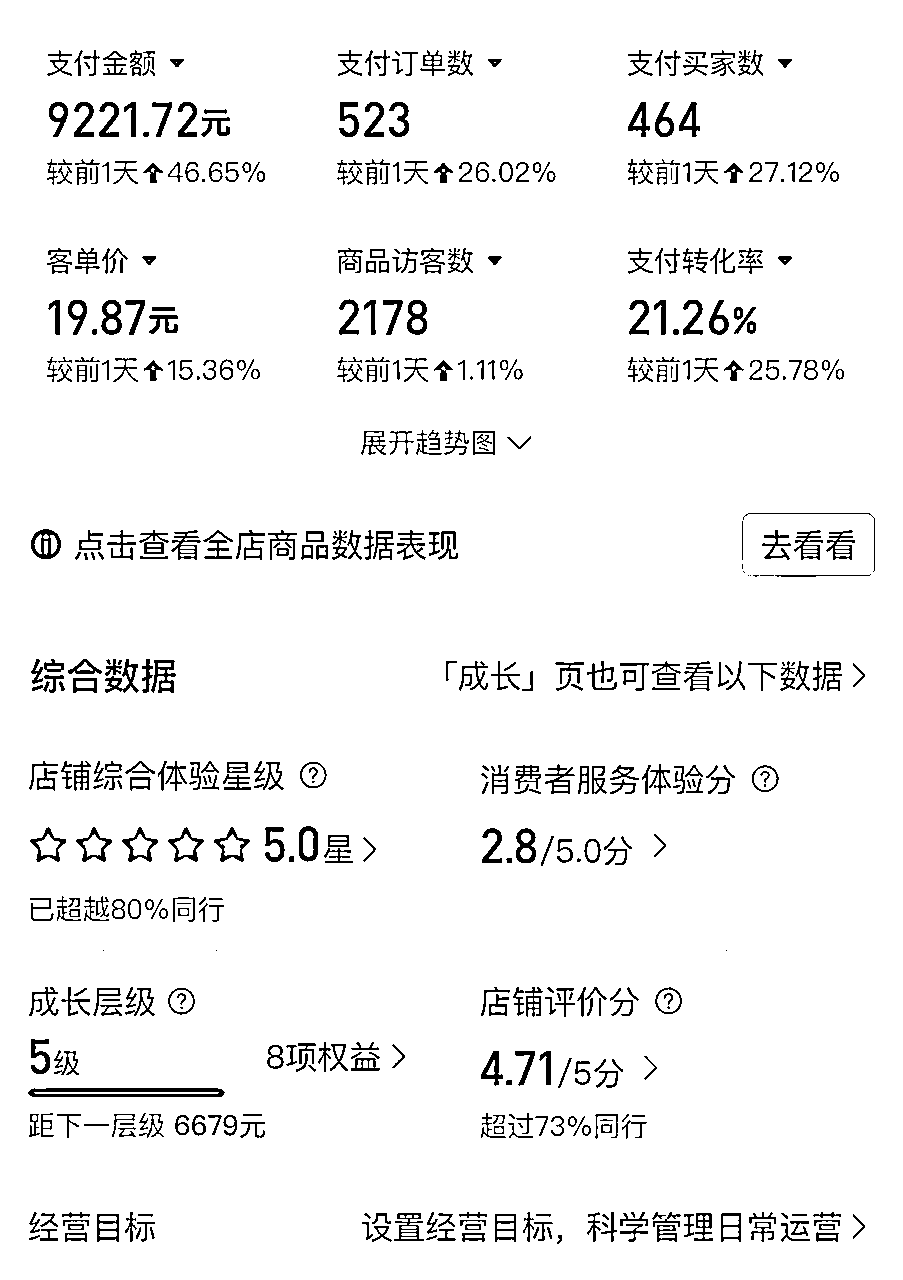 支付金额 支付订单数 支付买家数
9221.72元 523 464
较前1天46.65% 较前1天26.02% 较前1天27.12%
客单价 商品访客数 支付转化率
19.87元 2178 21.26%
较前1天15.36% 较前1天1.11% 较前1天25.78%
展开趋势图
点击查看全店商品数据表现 去看看
综合数据 「成长」页也可查看以下数据
店铺综合体验星级 消费者服务体验分
5.0星 2.8/5.0分
已超越80%同行
成长层级 店铺评价分
5级 8项权益 4.71/5分
距下一层级 6679元 超过73%同行
经营目标 设置经营目标，科学管理日常运营